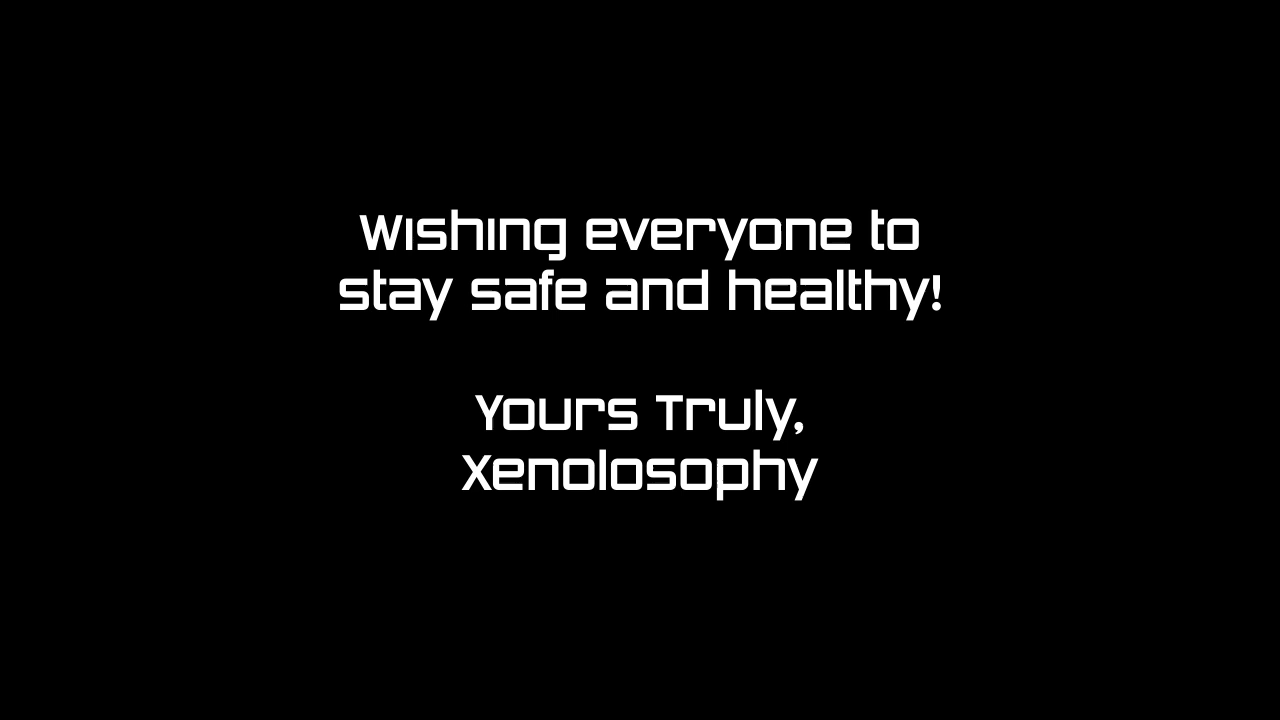 Wishing everyone to
stay safe and healthy!
Yours Truly,
Xenolosophy